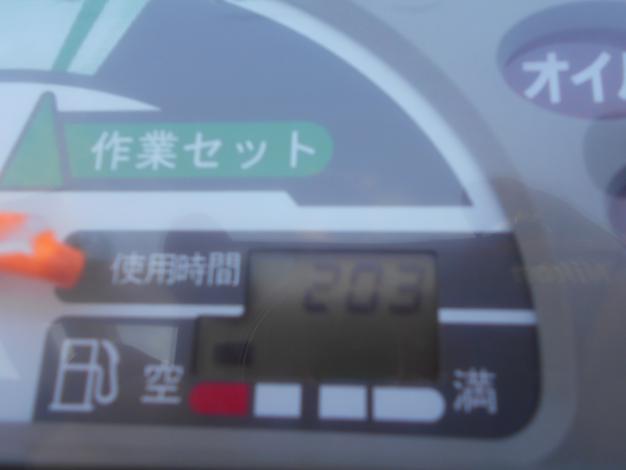 オイル
作業セット
使用時間 203
空 満